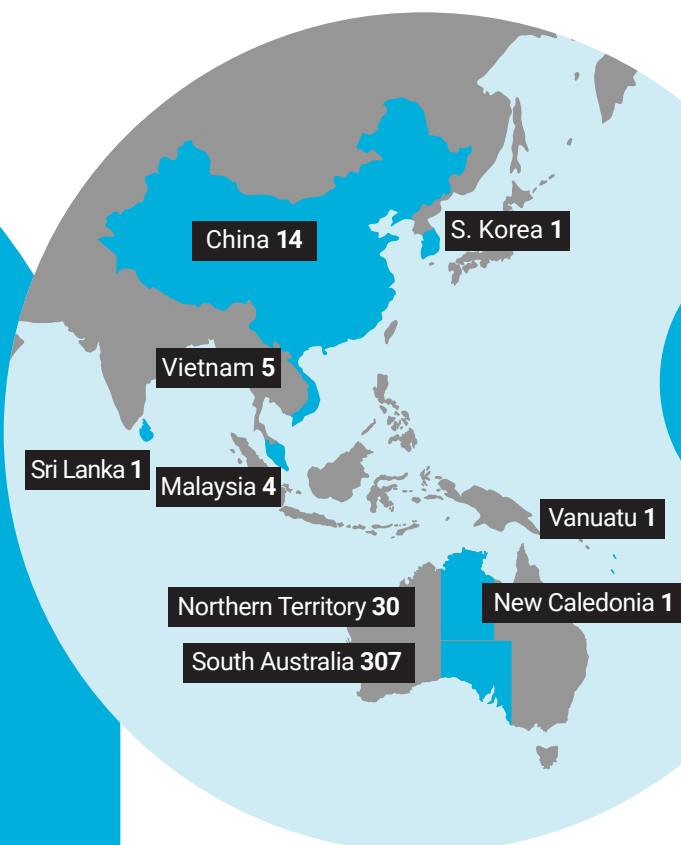 China 14
S. Korea 1
Vietnam 5
Sri Lanka 1
Malaysia 4
Vanuatu 1
Northern Territory 30
New Caledonia 1
South Australia 307